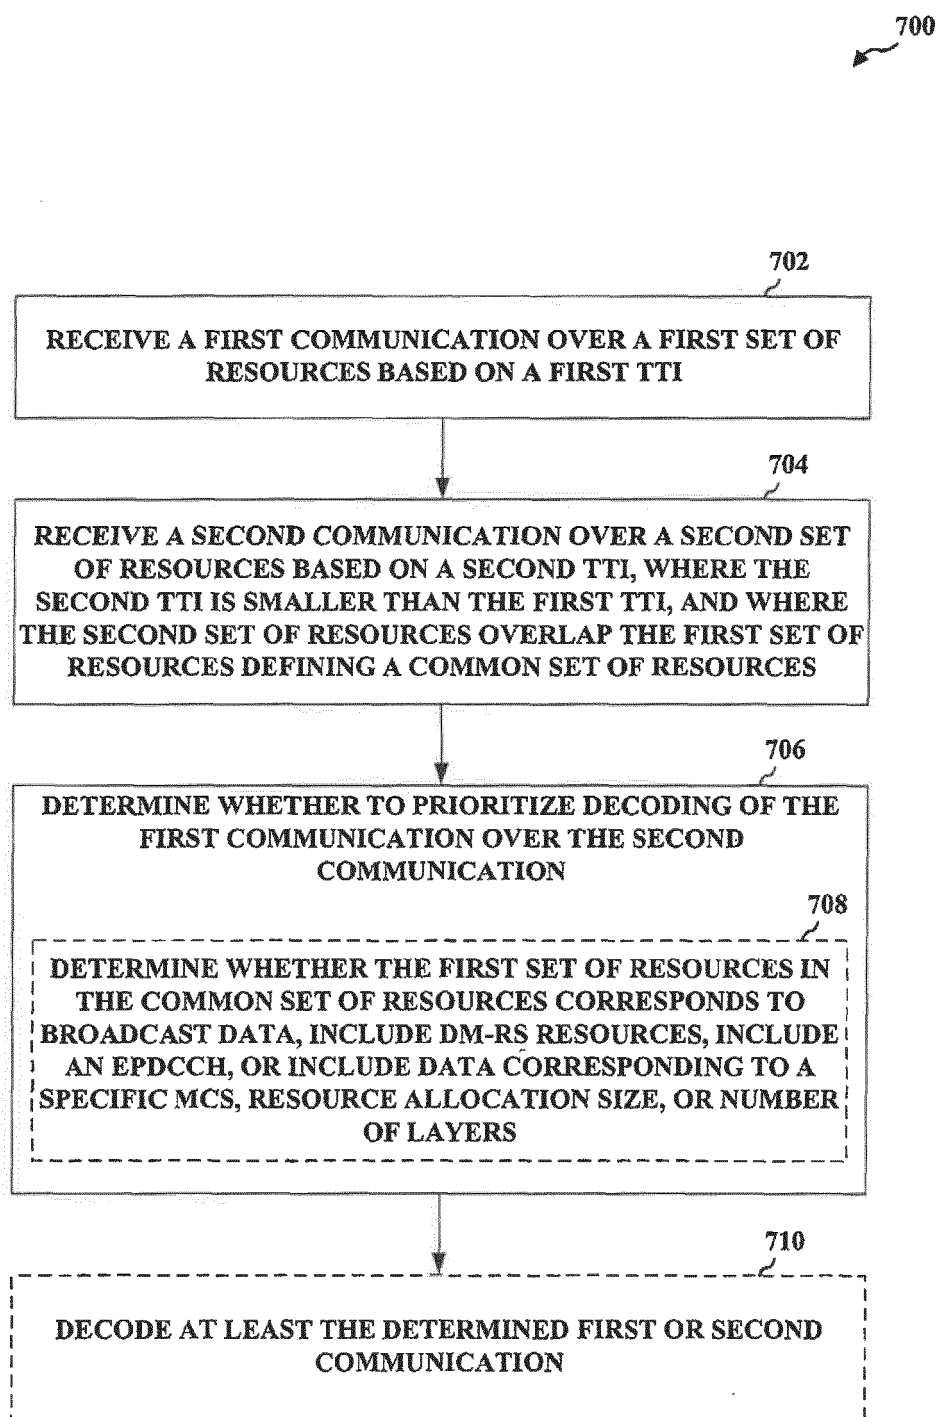 700
702
RECEIVE A FIRST COMMUNICATION OVER A FIRST SET OF
RESOURCES BASED ON A FIRST TTI
704
RECEIVE A SECOND COMMUNICATION OVER A SECOND SET
OF RESOURCES BASED ON A SECOND TTI, WHERE THE
SECOND TTI IS SMALLER THAN THE FIRST TTI, AND WHERE
THE SECOND SET OF RESOURCES OVERLAP THE FIRST SET OF
RESOURCES DEFINING A COMMON SET OF RESOURCES
706
DETERMINE WHETHER TO PRIORITIZE DECODING OF THE
FIRST COMMUNICATION OVER THE SECOND
COMMUNICATION
708
DETERMINE WHETHER THE FIRST SET OF RESOURCES IN
THE COMMON SET OF RESOURCES CORRESPONDS TO
BROADCAST DATA, INCLUDE DM-RS RESOURCES, INCLUDE
AN EPDCCH, OR INCLUDE DATA CORRESPONDING TO A
SPECIFIC MCS, RESOURCE ALLOCATION SIZE, OR NUMBER
OF LAYERS
710
DECODE AT LEAST THE DETERMINED FIRST OR SECOND
COMMUNICATION